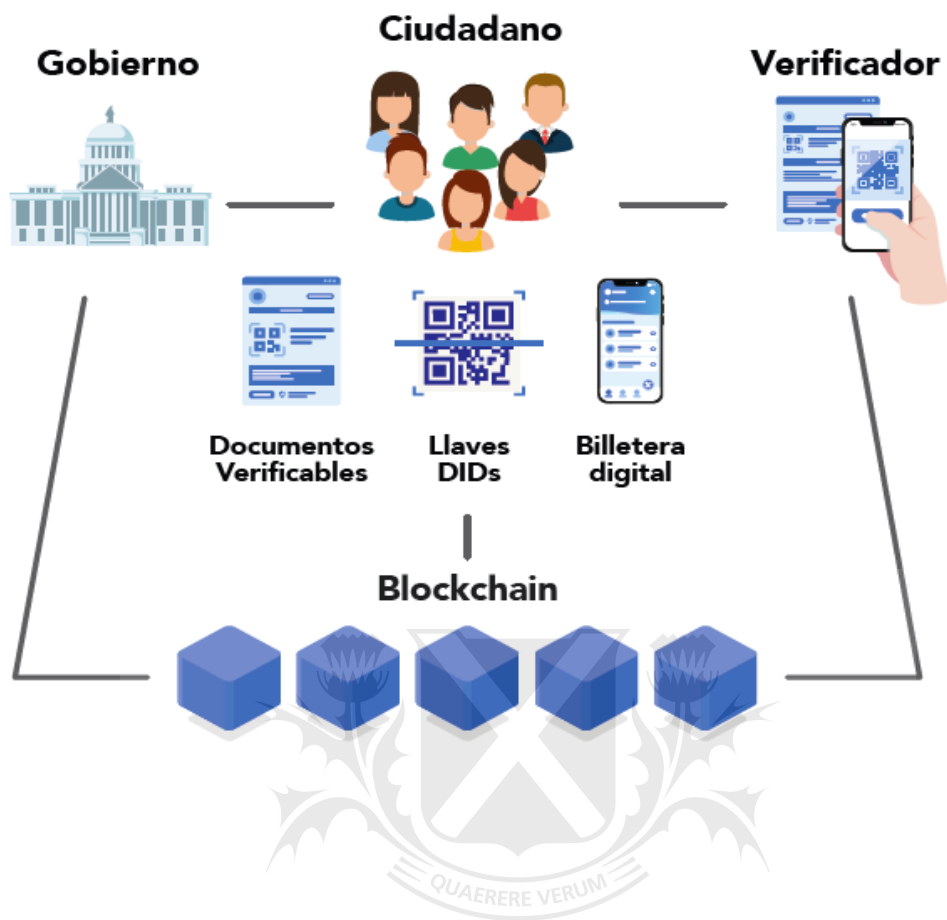 Ciudadano
Gobierno
Verificador
Documentos
Verificables
Llaves
DIDs
Billetera
digital
Blockchain
QUAERERE VERUM